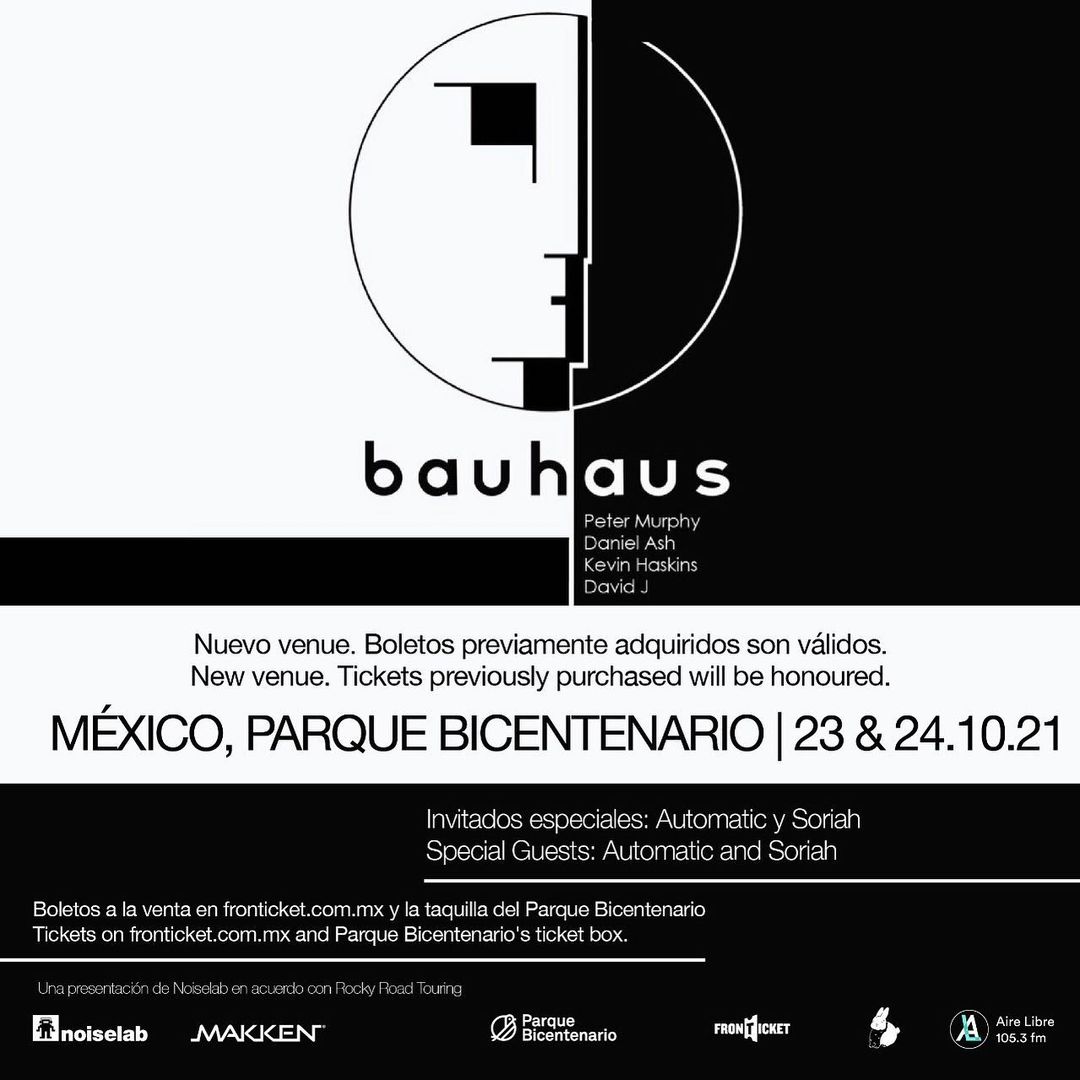 bauhaus
Peter Murphy
Daniel Ash
Kevin Haskins
David J
Nuevo venue. Boletos previamente adquiridos son válidos.
New venue. Tickets previously purchased will be honoured.
MÉXICO, PARQUE BICENTENARIO | 23 & 24.10.21
Invitados especiales: Automatic y Soriah
Special Guests: Automatic and Soriah
Boletos a la venta en fronticket.com.mx y la taquilla del Parque Bicentenario
Tickets on fronticket.com.mx and Parque Bicentenario's ticket box.
Una presentación de Noiselab en acuerdo con Rocky Road Touring
noiselab
MAKKEN
Parque
Bicentenario
FRONTICKET
Aire Libre
105.3 fm